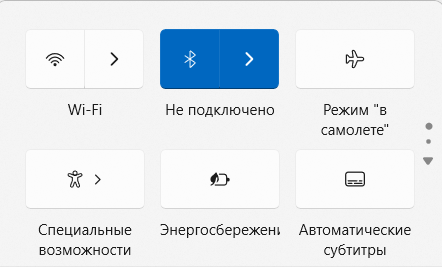 Wi-Fi
Не подключено
Режим "в
самолете"
Специальные
возможности
Энергосбережени
Автоматические
субтитры